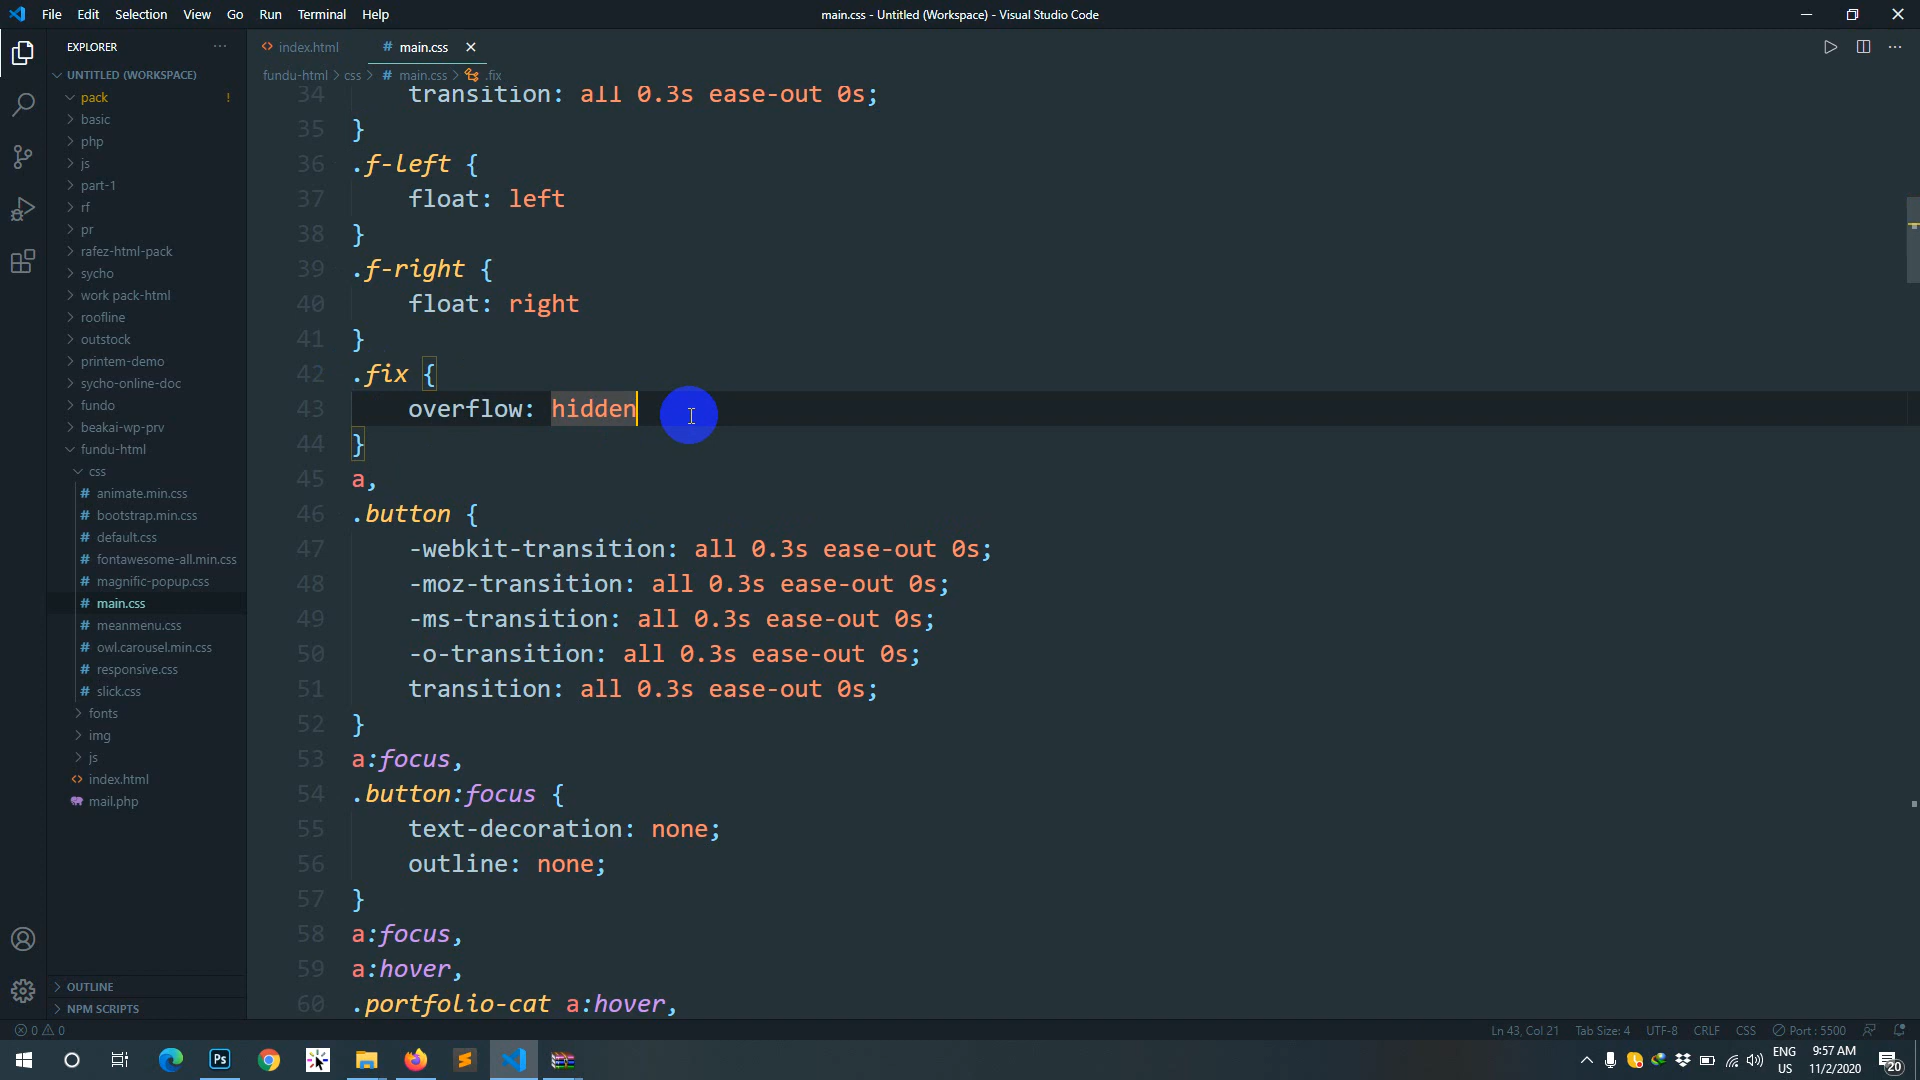 File Edit Selection View Go Run Terminal Help
main.css - Untitled (Workspace) - Visual Studio Code
EXPLORER
UNTITLED (WORKSPACE)
pack !
basic
php
js
part-1
rf
pr
rafez-html-pack
sycho
work pack-html
roofline
outstock
printem-demo
sycho-online-doc
fundo
beakai-wp-prv
fundu-html
css
# animate.min.css
# bootstrap.min.css
# default.css
# fontawesome-all.min.css
# magnific-popup.css
# main.css
# meanmenu.css
# owl.carousel.min.css
# responsive.css
# slick.css
fonts
img
js
<> index.html
mail.php
OUTLINE
NPM SCRIPTS
<> index.html # main.css
fundu-html > css > # main.css > .fix
34 transition: all 0.3s ease-out 0s;
35 }
36 .f-left {
37 float: left
38 }
39 .f-right {
40 float: right
41 }
42 .fix {
43 overflow: hidden
44 }
45 a,
46 .button {
47 -webkit-transition: all 0.3s ease-out 0s;
48 -moz-transition: all 0.3s ease-out 0s;
49 -ms-transition: all 0.3s ease-out 0s;
50 -o-transition: all 0.3s ease-out 0s;
51 transition: all 0.3s ease-out 0s;
52 }
53 a:focus,
54 .button:focus {
55 text-decoration: none;
56 outline: none;
57 }
58 a:focus,
59 a:hover,
60 .portfolio-cat a:hover,
0 0
Ln 43, Col 21 Tab Size: 4 UTF-8 CRLF CSS Port : 5500
Ps
ENG
US
9:57 AM
11/2/2020
20